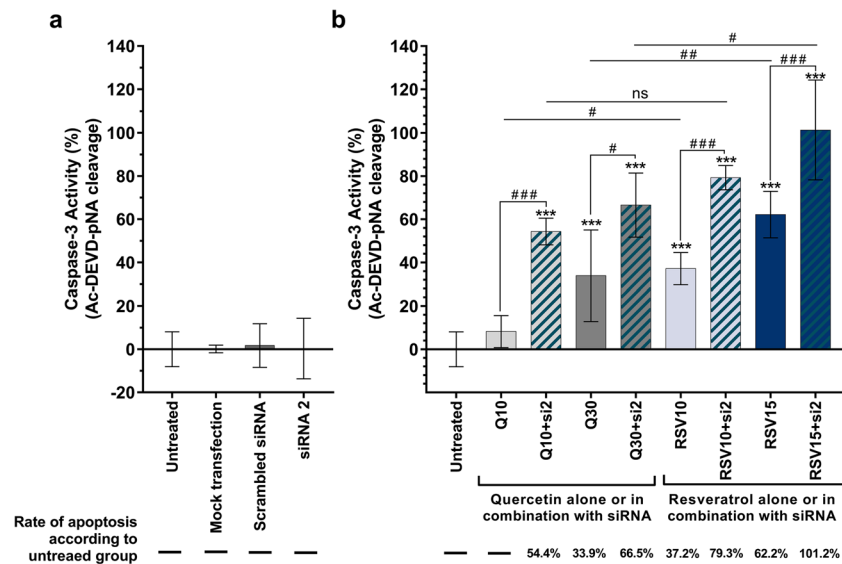 a
Caspase-3 Activity (%)
(Ac-DEVD-pNA cleavage)
140
120
100
80
60
40
20
0
-20
Untreated
Mock transfection
Scrambled siRNA
siRNA 2
b
Caspase-3 Activity (%)
(Ac-DEVD-pNA cleavage)
140
120
100
80
60
40
20
0
-20
#
##
###
ns
#
###
***
#
***
***
###
***
***
***
***
Untreated
Q10
Q10+si2
Q30
Q30+si2
RSV10
RSV10+si2
RSV15
RSV15+si2
Quercetin alone or in
combination with siRNA
Resveratrol alone or in
combination with siRNA
Rate of apoptosis
according to
untreaed group
— — — —
— — 54.4% 33.9% 66.5% 37.2% 79.3% 62.2% 101.2%